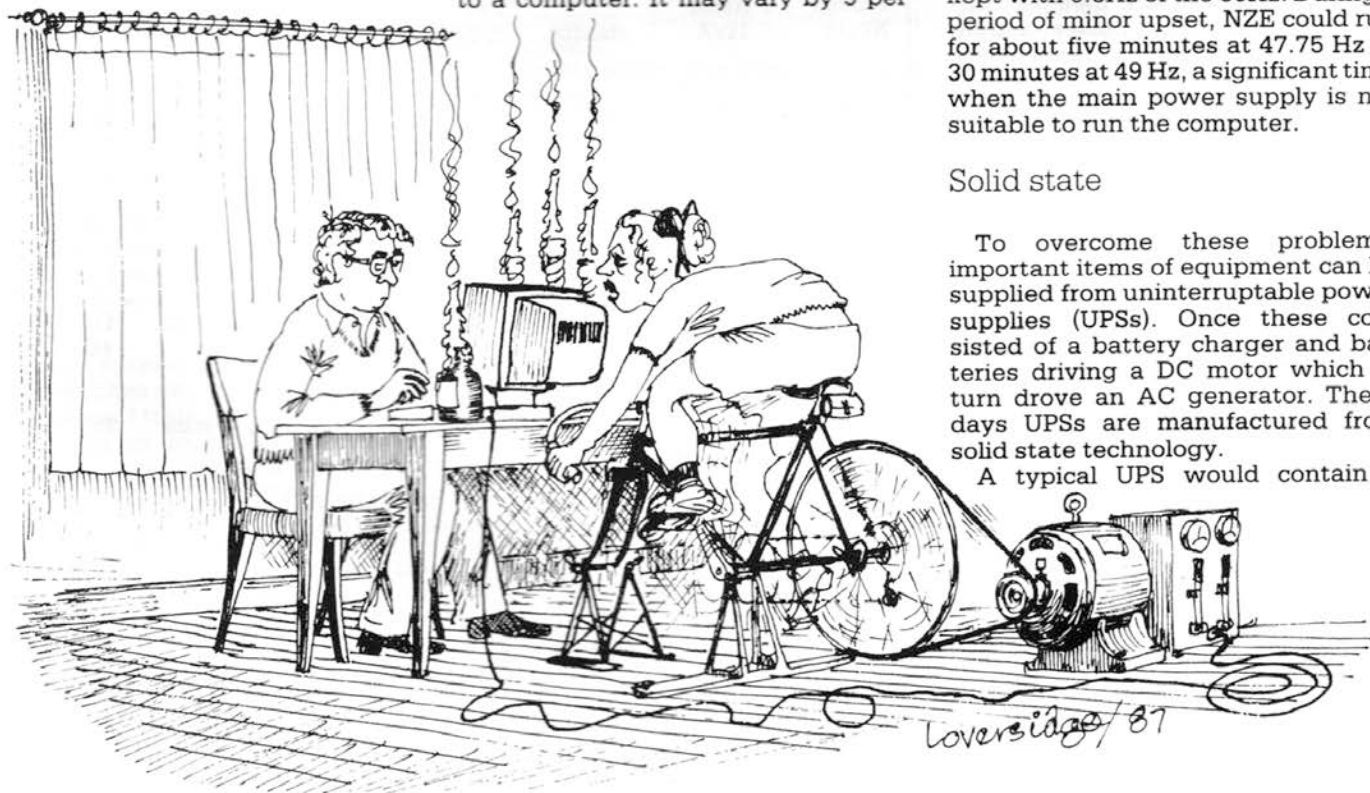 to a computer. It may vary by 5 per
period of minor upset, NZE could ru
for about five minutes at 47.75 Hz
30 minutes at 49 Hz, a significant tim
when the main power supply is n
suitable to run the computer.
Solid state
To overcome these problem
important items of equipment can
supplied from uninterruptable pow
supplies (UPSs). Once these co
sisted of a battery charger and ba
teries driving a DC motor which
turn drove an AC generator. The
days UPSs are manufactured fro
solid state technology.
A typical UPS would contain
Loversidge/87